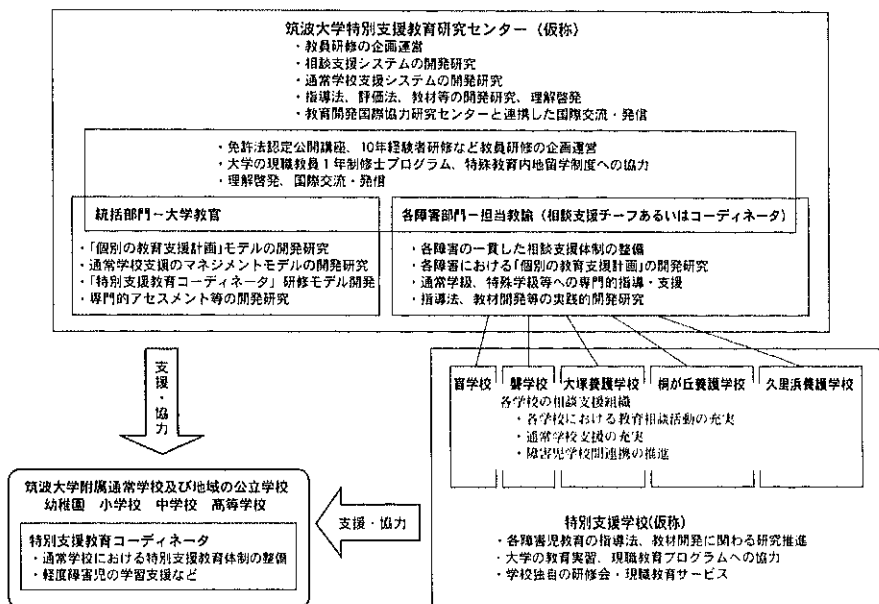 筑波大学特別支援教育研究センター（仮称）
・教員研修の企画運営
・相談支援システムの開発研究
・通常学校支援システムの開発研究
・指導法、評価法、教材等の開発研究、理解啓発
・教育開発国際協力研究センターと連携した国際交流・発信
・免許法認定公開講座、10年経験者研修など教員研修の企画運営
・大学の現職教員１年制修士プログラム、特殊教育内地留学制度への協力
・理解啓発、国際交流・発信
統括部門－大学教官
・「個別の教育支援計画」モデルの開発研究
・通常学校支援のマネジメントモデルの開発研究
・「特別支援教育コーディネータ」研修モデル開発
・専門的アセスメント等の開発研究
各障害部門－担当教諭（相談支援チーフあるいはコーディネータ）
・各障害の一貫した相談支援体制の整備
・各障害における「個別の教育支援計画」の開発研究
・通常学級、特殊学級等への専門的指導・支援
・指導法、教材開発等の実践的開発研究
支援・協力
盲学校
聾学校
大塚養護学校
桐が丘養護学校
久里浜養護学校
各学校の相談支援組織
・各学校における教育相談活動の充実
・通常学校支援の充実
・障害児学校間連携の推進
筑波大学附属通常学校及び地域の公立学校
幼稚園　小学校　中学校　高等学校
特別支援教育コーディネータ
・通常学校における特別支援教育体制の整備
・軽度障害児の学習支援など
支援・協力
特別支援学校(仮称)
・各障害児教育の指導法、教材開発に関わる研究推進
・大学の教育実習、現職教育プログラムへの協力
・学校独自の研修会・現職教育サービス